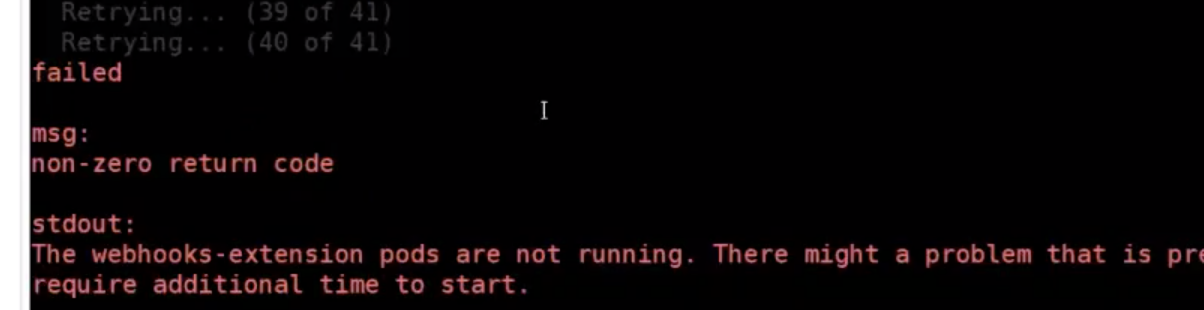 Retrying... (39 of 41)
Retrying... (40 of 41)
failed
msg:
non-zero return code
stdout:
The webhooks-extension pods are not running. There might a problem that is pre
require additional time to start.